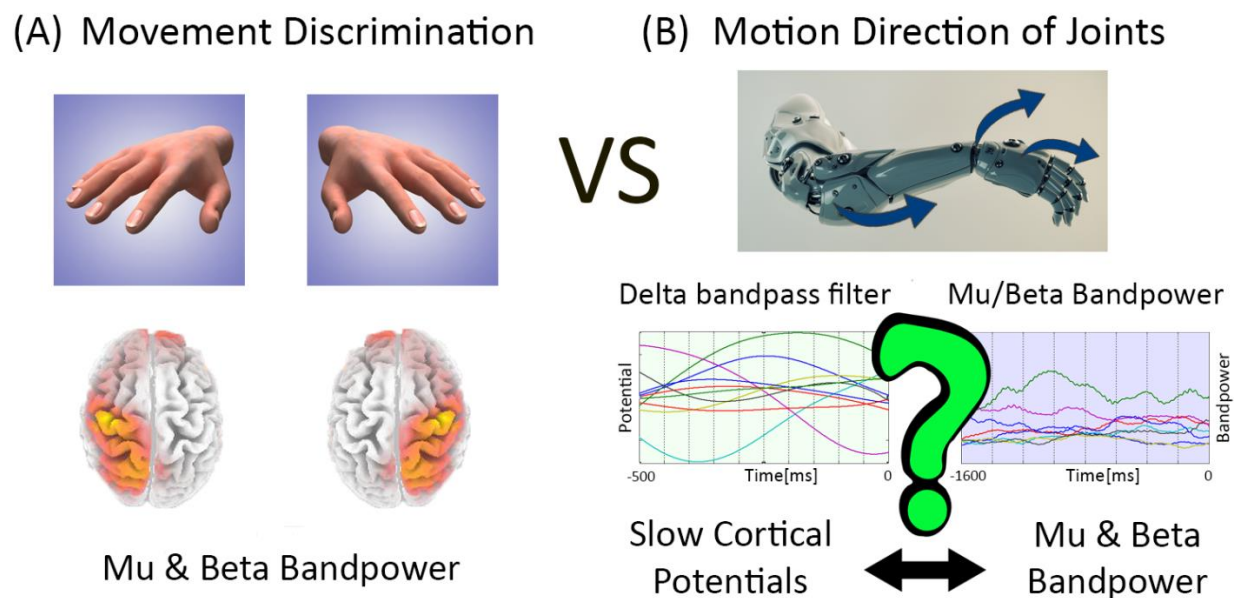 (A) Movement Discrimination
(B) Motion Direction of Joints
VS
Delta bandpass filter
Mu/Beta Bandpower
Potential
Bandpower
-500
Time[ms]
0
-1600
Time[ms]
0
?
Mu & Beta Bandpower
Slow Cortical
Potentials
Mu & Beta
Bandpower